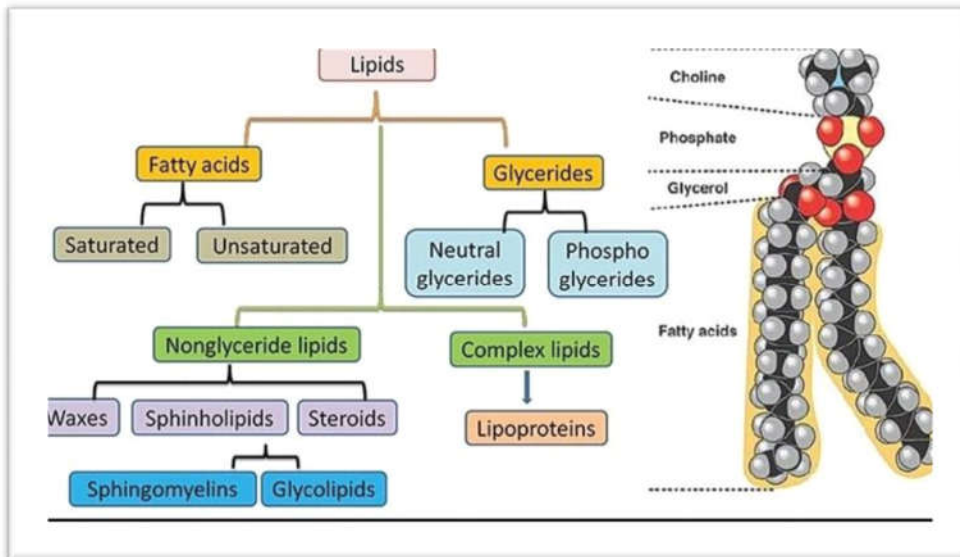 Lipids
Fatty acids
Glycerides
Saturated
Unsaturated
Neutral
glycerides
Phospho
glycerides
Nonglyceride lipids
Complex lipids
Waxes
Sphinholipids
Steroids
Lipoproteins
Sphingomyelins
Glycolipids
Choline
Phosphate
Glycerol
Fatty acids